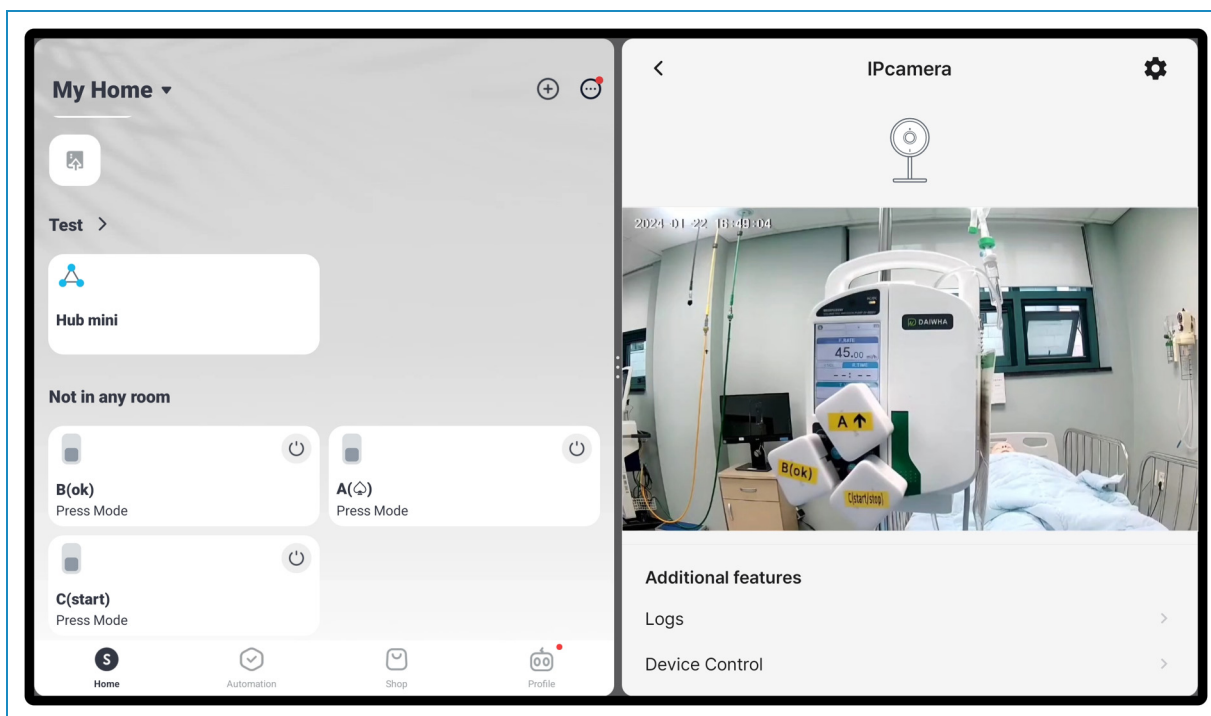 My Home
Test
Hub mini
Not in any room
B(ok)
Press Mode
A(♤)
Press Mode
C(start)
Press Mode
Home
Automation
Shop
Profile
IPcamera
2024-01-22 16:49:04
DAIWHA
F.RATE
45.00
A ↑
B(ok)
C(start/stop)
Additional features
Logs
Device Control